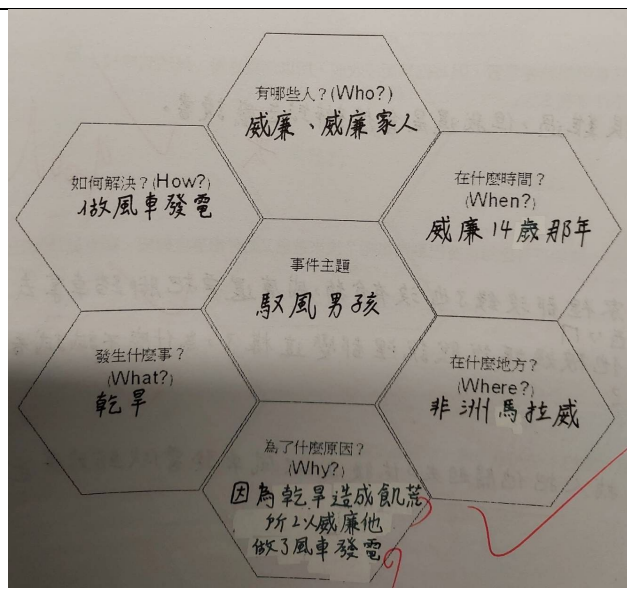 有哪些人？(Who?)
威廉、威廉家人
如何解決？(How?)
做風車發電
在什麼時間？
(When?)
威廉14歲那年
事件主題
馭風男孩
發生什麼事？
(What?)
乾旱
在什麼地方？
(Where?)
非洲馬拉威
為了什麼原因？
(Why?)
因為乾旱造成飢荒
所以威廉他
做了風車發電